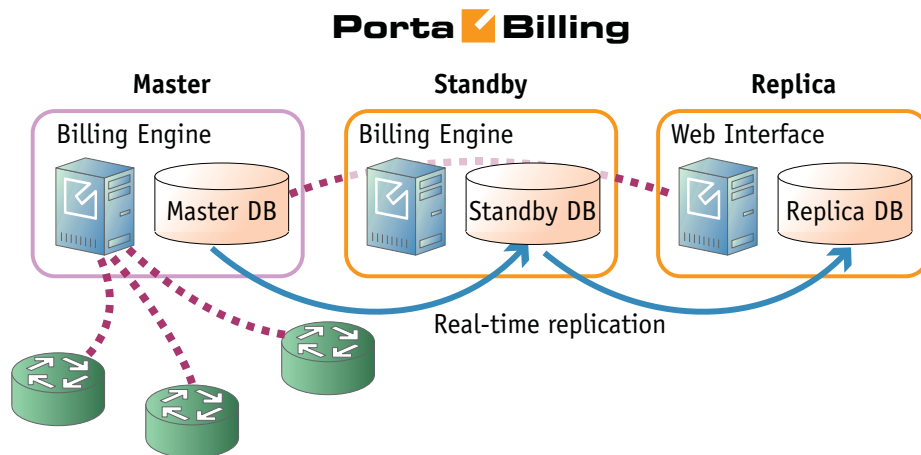 Porta Billing
Master
Standby
Replica
Billing Engine
Billing Engine
Web Interface
Master DB
Standby DB
Replica DB
Real-time replication